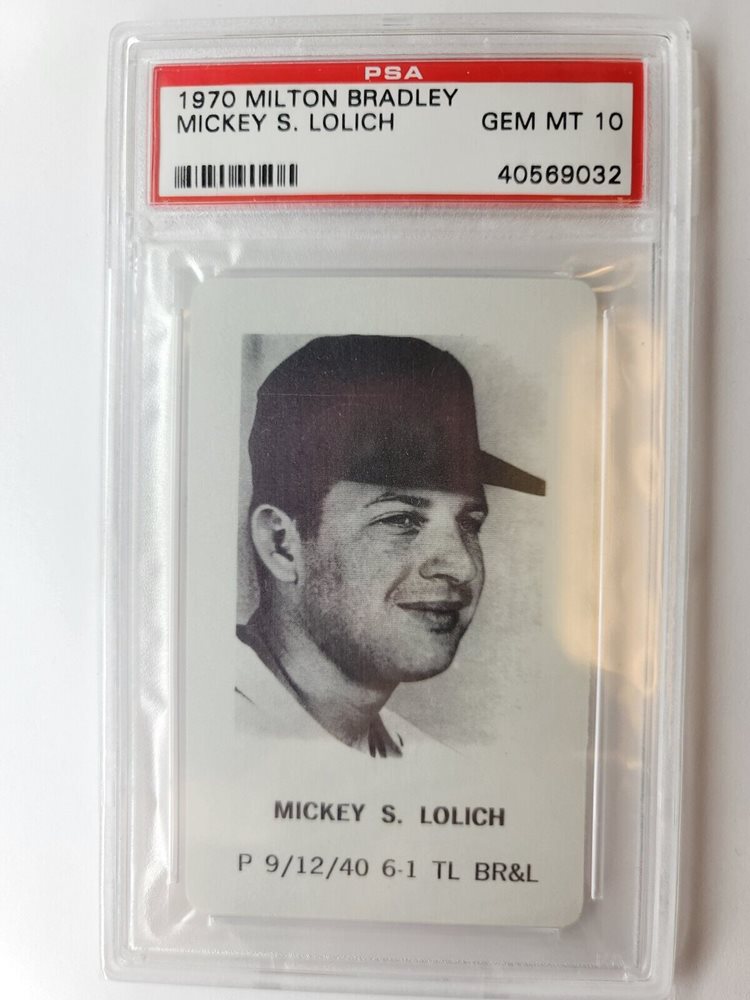 PSA
1970 MILTON BRADLEY
MICKEY S. LOLICH GEM MT 10
40569032
MICKEY S. LOLICH
P 9/12/40 6-1 TL BR&L